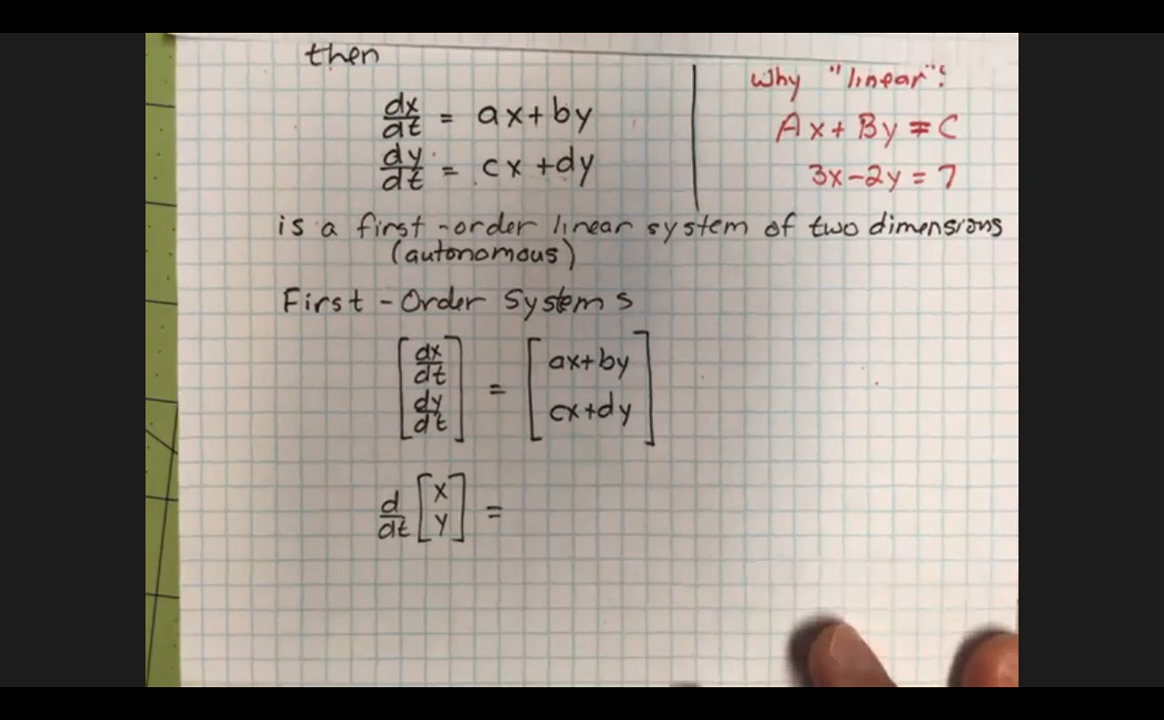 then
dx/dt = ax+by
dy/dt = cx+dy
why "linear":
Ax + By = C
3x-2y = 7
is a first-order linear system of two dimensions
(autonomous)
First-Order Systems
[dx/dt dy/dt] = [ax+by cx+dy]
d/dt [x y] =